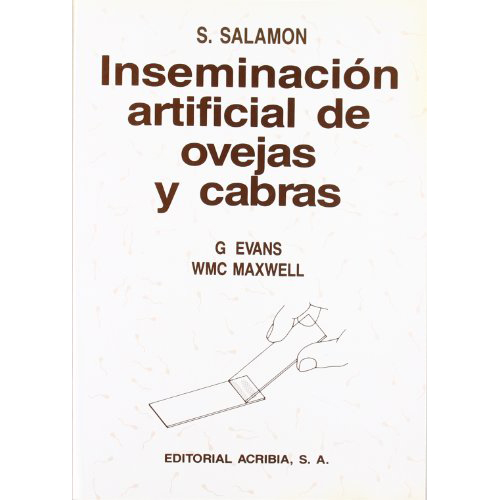 S. SALAMON
Inseminación
artificial de
ovejas
y cabras
G EVANS
WMC MAXWELL
EDITORIAL ACRIBIA, S. A.